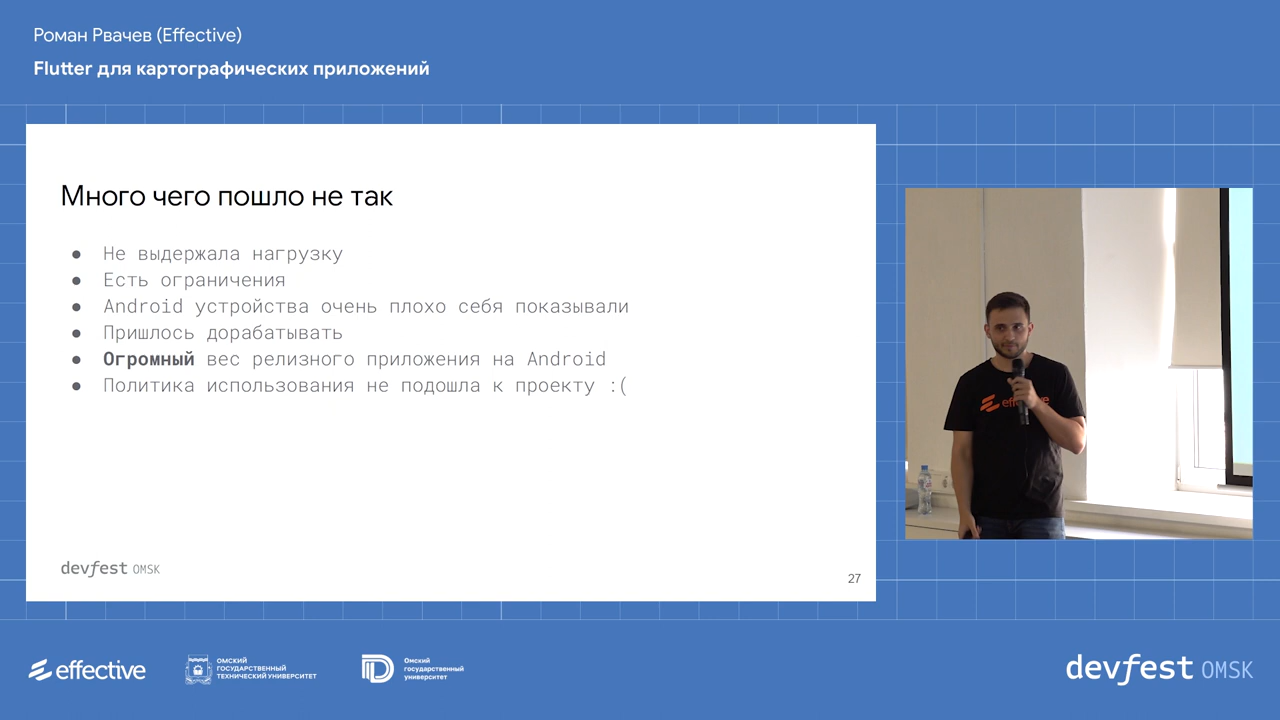 Роман Рвачев (Effective)
Flutter для картографических приложений
Много чего пошло не так
● Не выдержала нагрузку
● Есть ограничения
● Android устройства очень плохо себя показывали
● Пришлось дорабатывать
● Огромный вес релизного приложения на Android
● Политика использования не подошла к проекту :(
devfest OMSK
27
effective
effective
ОМСКИЙ
ГОСУДАРСТВЕННЫЙ
ТЕХНИЧЕСКИЙ УНИВЕРСИТЕТ
Омский
государственный
университет
devfest OMSK